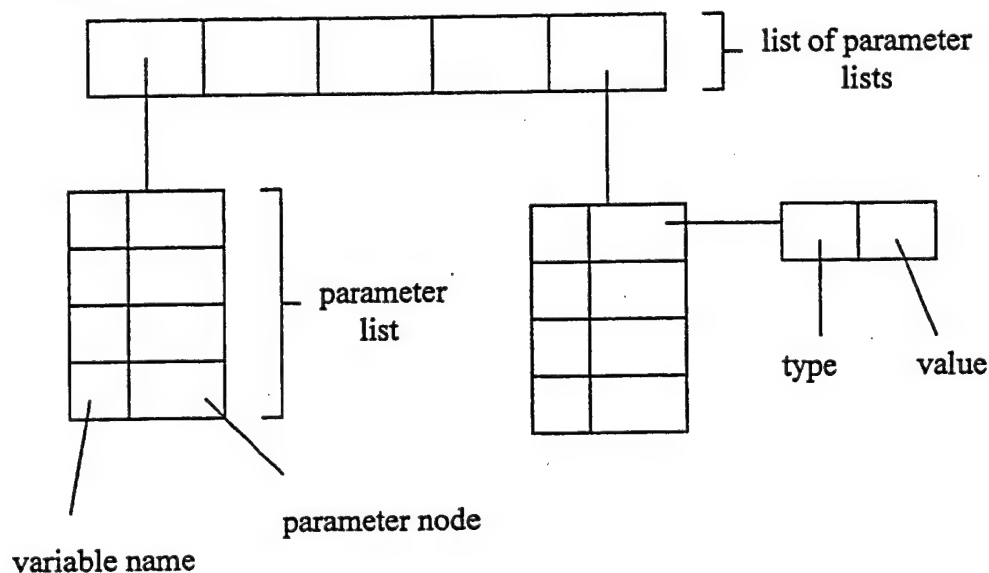 list of parameter
lists
parameter
list
type
value
parameter node
variable name